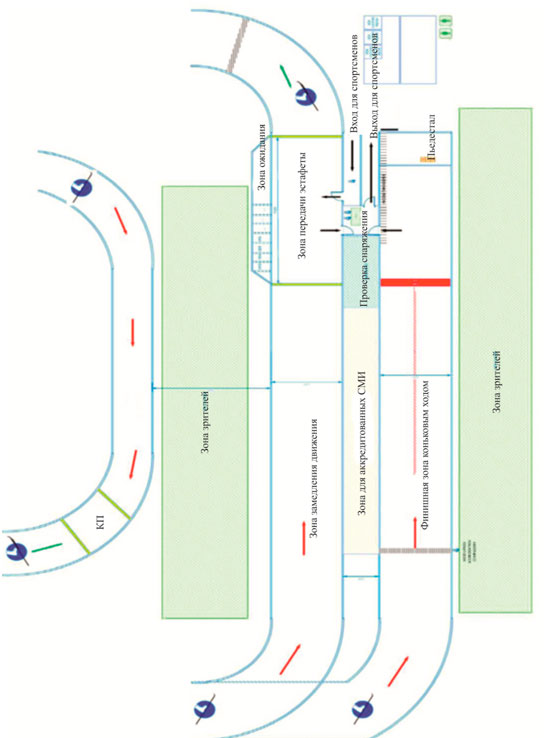 Вход для спортсменов
Выход для спортсменов
Зона ожидания
Зона передачи эстафеты
Пьедестал
Проверка снаряжения
Зона зрителей
Зона замедления движения
Зона для аккредитованных СМИ
Финишная зона коньковым ходом
Зона зрителей
КП